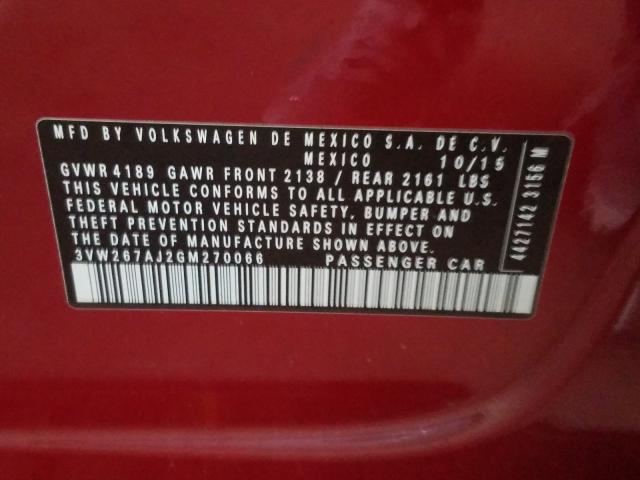 MFD BY VOLKSWAGEN DE MEXICO S.A. DE C.V.
MEXICO 10/15
GVWR 4189 GAWR FRONT 2138 / REAR 2161 LBS
THIS VEHICLE CONFORMS TO ALL APPLICABLE U.S.
FEDERAL MOTOR VEHICLE SAFETY, BUMPER AND
THEFT PREVENTION STANDARDS IN EFFECT ON
THE DATE OF MANUFACTURE SHOWN ABOVE.
3VW267AJ2GM270066 PASSENGER CAR
4427142 3156 M